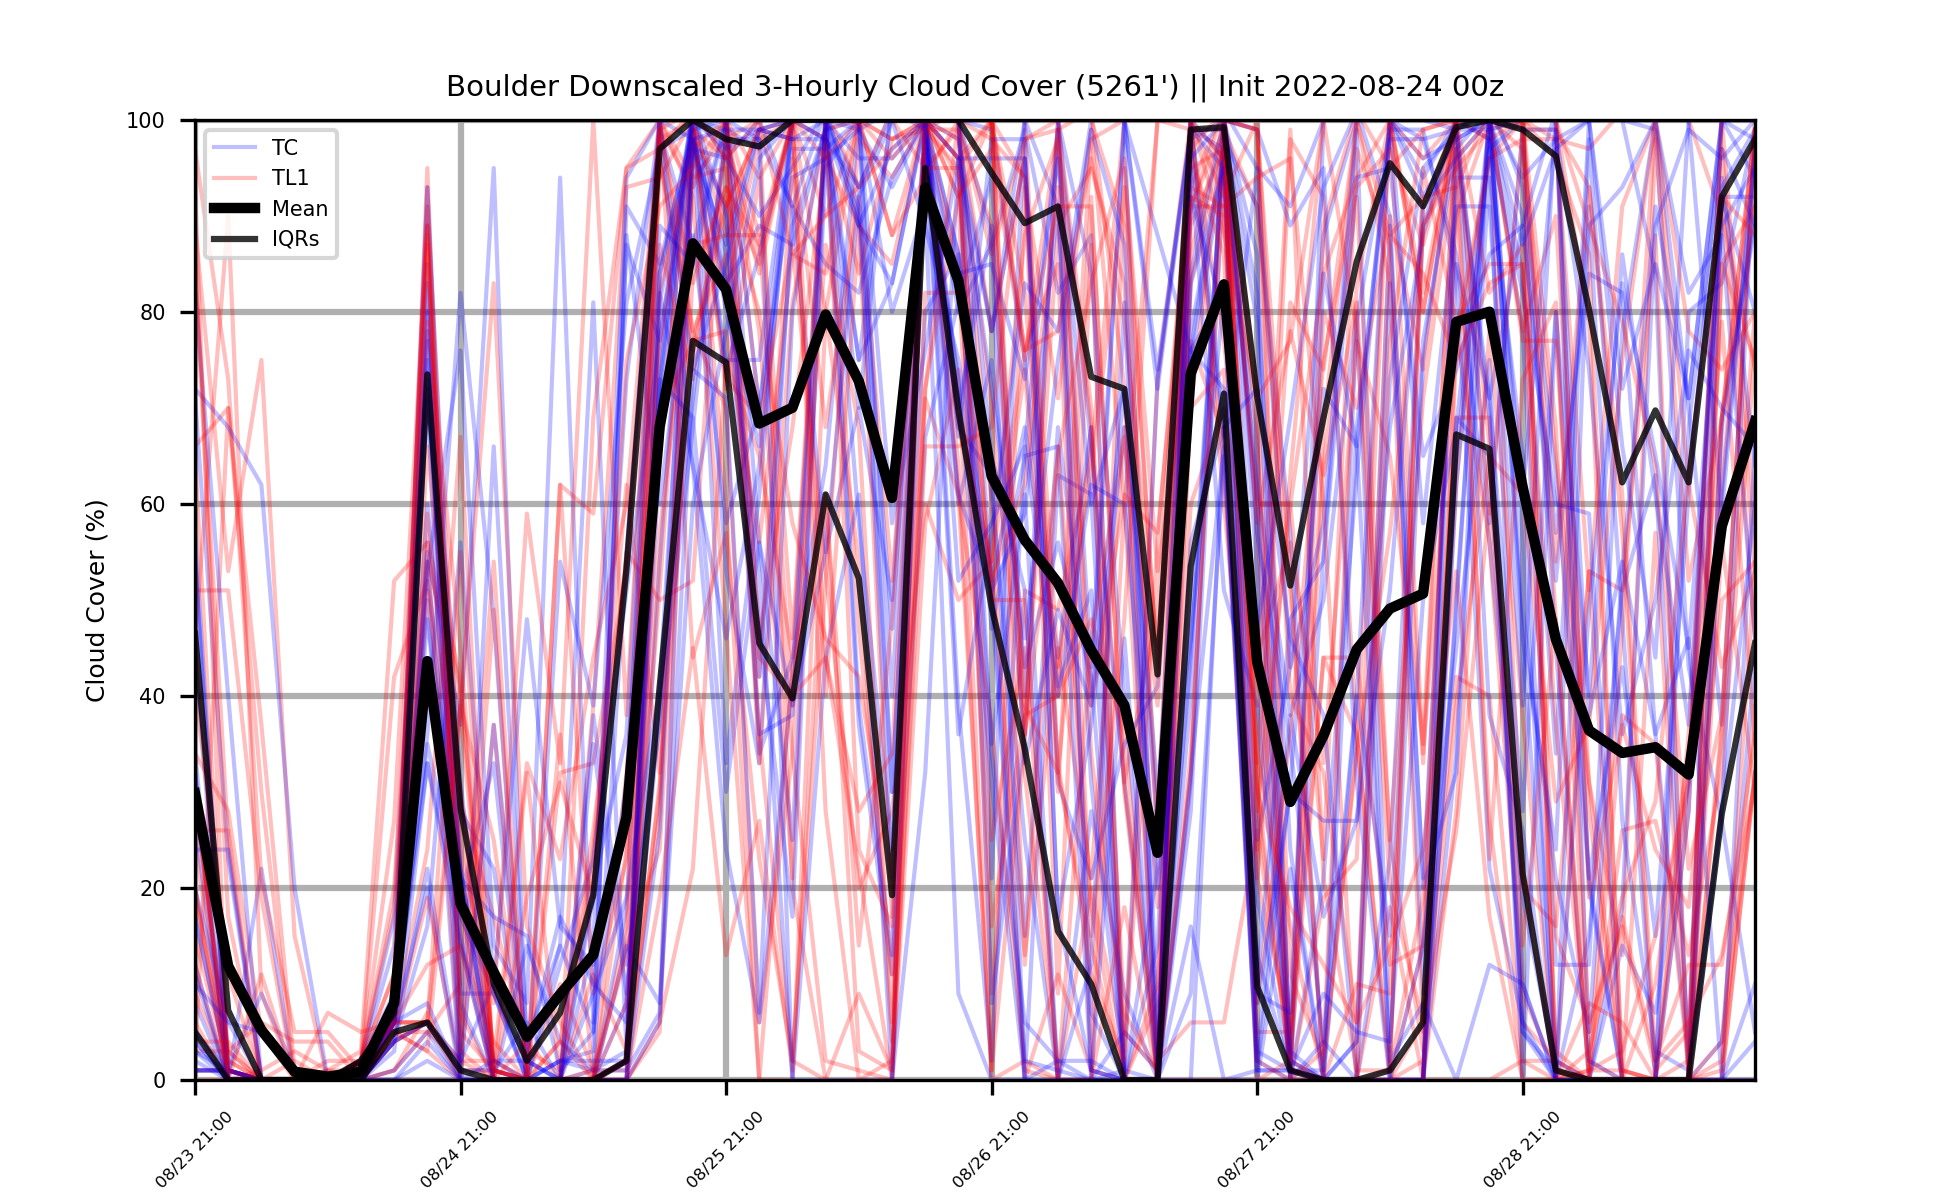 Boulder Downscaled 3-Hourly Cloud Cover (5261') || Init 2022-08-24 00z
Cloud Cover (%)
100
80
60
40
20
0
TC
TL1
Mean
IQRs
08/23 21:00
08/24 21:00
08/25 21:00
08/26 21:00
08/27 21:00
08/28 21:00